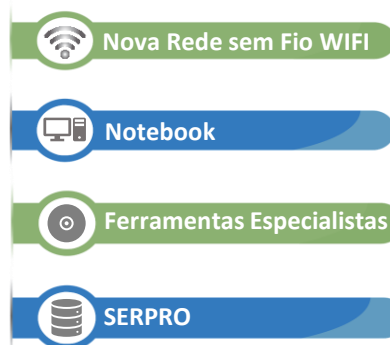 Nova Rede sem Fio WIFI
Notebook
Ferramentas Especialistas
SERPRO